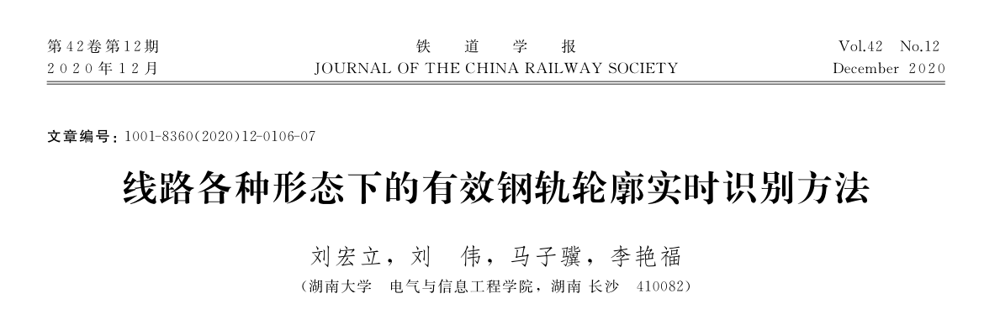 第42卷第12期 铁 道 学 报 Vol.42 No.12
2020年12月 JOURNAL OF THE CHINA RAILWAY SOCIETY December 2020
文章编号：1001-8360(2020)12-0106-07
线路各种形态下的有效钢轨轮廓实时识别方法
刘宏立，刘 伟，马子骥，李艳福
（湖南大学 电气与信息工程学院，湖南 长沙 410082）